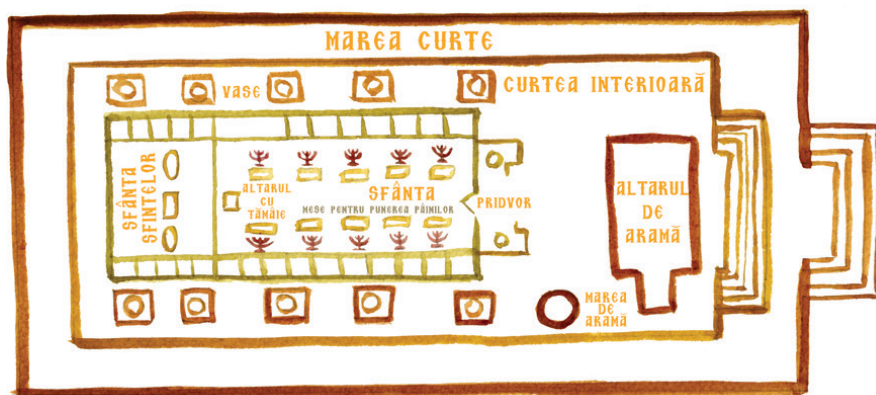 MAREA CURTE
VASE
CURTEA INTERIOARĂ
SFÂNTA
SFINTELOR
ALTARUL
CU
TĂMÂIE
SFÂNTA
MESE PENTRU PUNEREA PÂINILOR
PRIDVOR
ALTARUL
DE
ARAMĂ
MAREA
DE
ARAMĂ